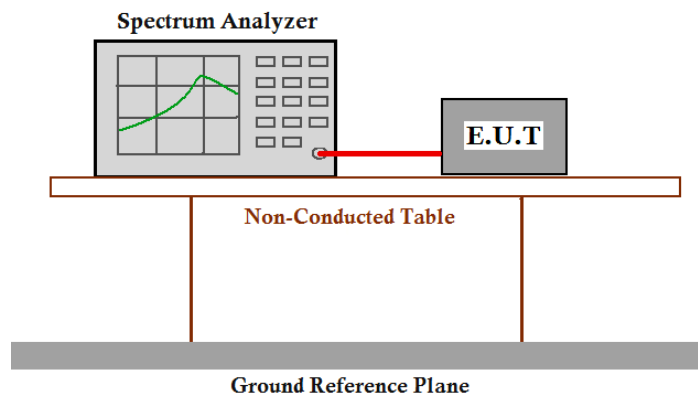 Spectrum Analyzer
E.U.T
Non-Conducted Table
Ground Reference Plane